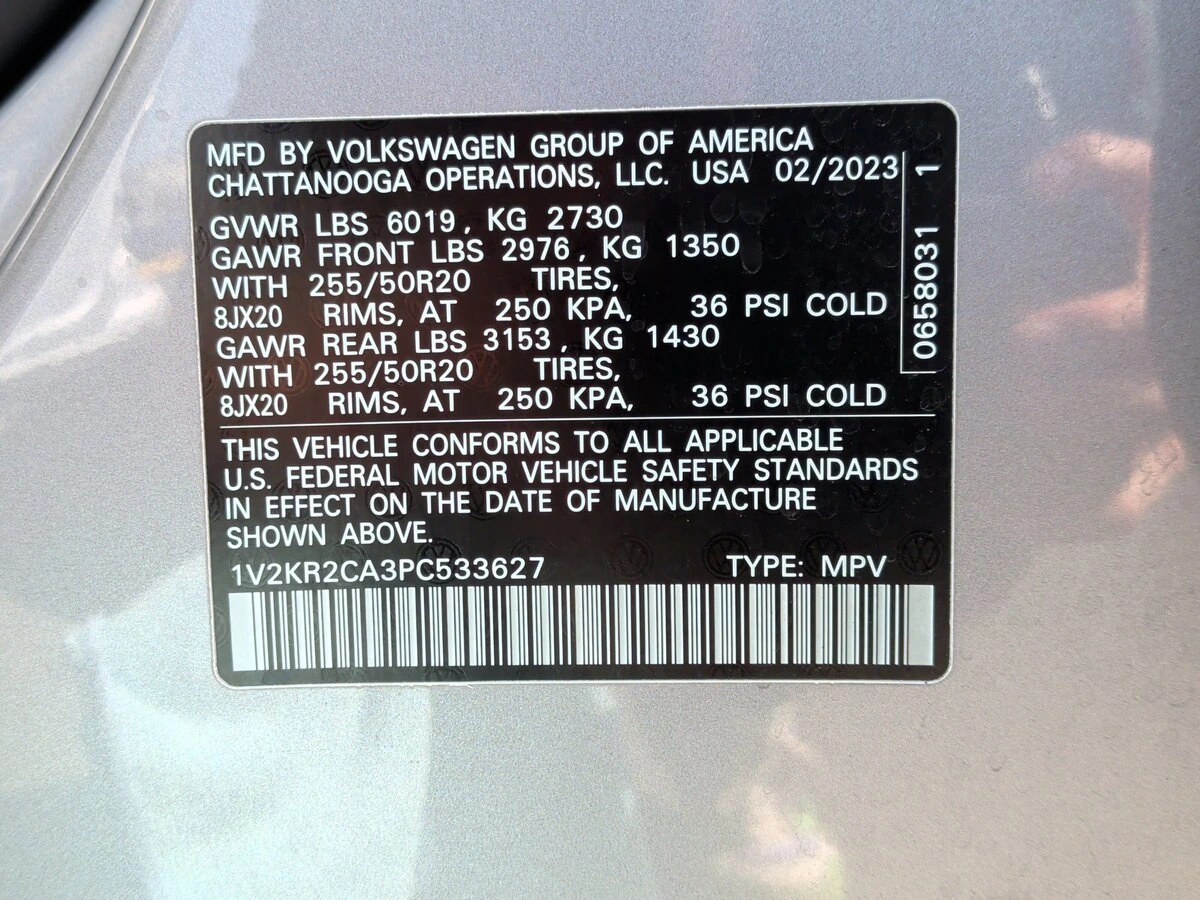 MFD BY VOLKSWAGEN GROUP OF AMERICA
CHATTANOOGA OPERATIONS, LLC. USA 02/2023
GVWR LBS 6019, KG 2730
GAWR FRONT LBS 2976, KG 1350
WITH 255/50R20 TIRES,
8JX20 RIMS, AT 250 KPA, 36 PSI COLD
GAWR REAR LBS 3153, KG 1430
WITH 255/50R20 TIRES,
8JX20 RIMS, AT 250 KPA, 36 PSI COLD
THIS VEHICLE CONFORMS TO ALL APPLICABLE
U.S. FEDERAL MOTOR VEHICLE SAFETY STANDARDS
IN EFFECT ON THE DATE OF MANUFACTURE
SHOWN ABOVE.
1V2KR2CA3PC533627 TYPE: MPV
0658031 1